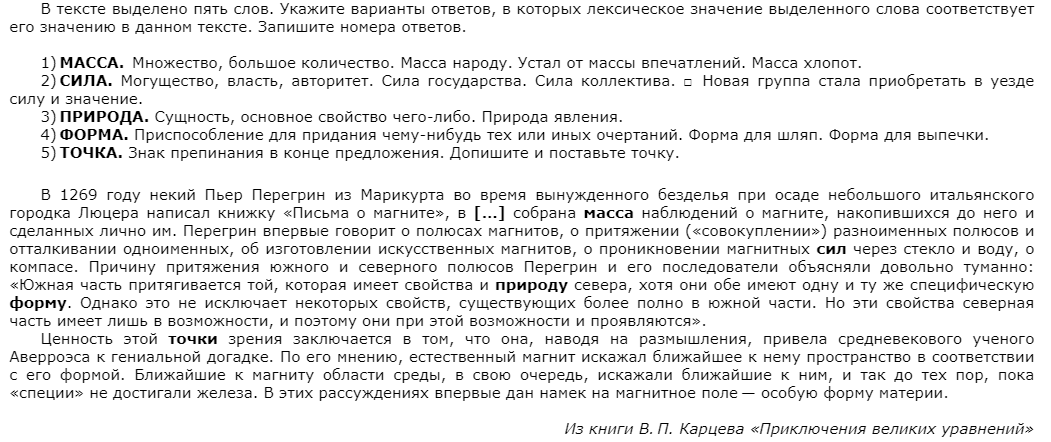 В тексте выделено пять слов. Укажите варианты ответов, в которых лексическое значение выделенного слова соответствует
его значению в данном тексте. Запишите номера ответов.
1) МАССА. Множество, большое количество. Масса народу. Устал от массы впечатлений. Масса хлопот.
2) СИЛА. Могущество, власть, авторитет. Сила государства. Сила коллектива. □ Новая группа стала приобретать в уезде
силу и значение.
3) ПРИРОДА. Сущность, основное свойство чего-либо. Природа явления.
4) ФОРМА. Приспособление для придания чему-нибудь тех или иных очертаний. Форма для шляп. Форма для выпечки.
5) ТОЧКА. Знак препинания в конце предложения. Допишите и поставьте точку.
В 1269 году некий Пьер Перегрин из Марикурта во время вынужденного безделья при осаде небольшого итальянского
городка Люцера написал книжку «Письма о магните», в [...] собрана масса наблюдений о магните, накопившихся до него и
сделанных лично им. Перегрин впервые говорит о полюсах магнитов, о притяжении («совокуплении») разноименных полюсов и
отталкивании одноименных, об изготовлении искусственных магнитов, о проникновении магнитных сил через стекло и воду, о
компасе. Причину притяжения южного и северного полюсов Перегрин и его последователи объясняли довольно туманно:
«Южная часть притягивается той, которая имеет свойства и природу севера, хотя они обе имеют одну и ту же специфическую
форму. Однако это не исключает некоторых свойств, существующих более полно в южной части. Но эти свойства северная
часть имеет лишь в возможности, и поэтому они при этой возможности и проявляются».
Ценность этой точки зрения заключается в том, что она, наводя на размышления, привела средневекового ученого
Аверроэса к гениальной догадке. По его мнению, естественный магнит искажал ближайшее к нему пространство в соответствии
с его формой. Ближайшие к магниту области среды, в свою очередь, искажали ближайшие к ним, и так до тех пор, пока
«специи» не достигали железа. В этих рассуждениях впервые дан намек на магнитное поле — особую форму материи.
Из книги В. П. Карцева «Приключения великих уравнений»